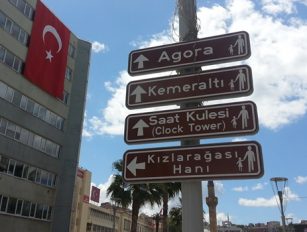 Agora
Kemeraltı
Saat Kulesi
(Clock Tower)
Kızlarağası
Hanı